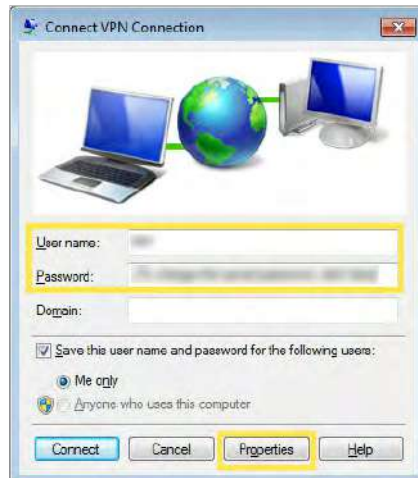 Connect VPN Connection
User name:
Password:
Domain:
Save this user name and password for the following users:
Me only
Anyone who uses this computer
Connect Cancel Properties Help